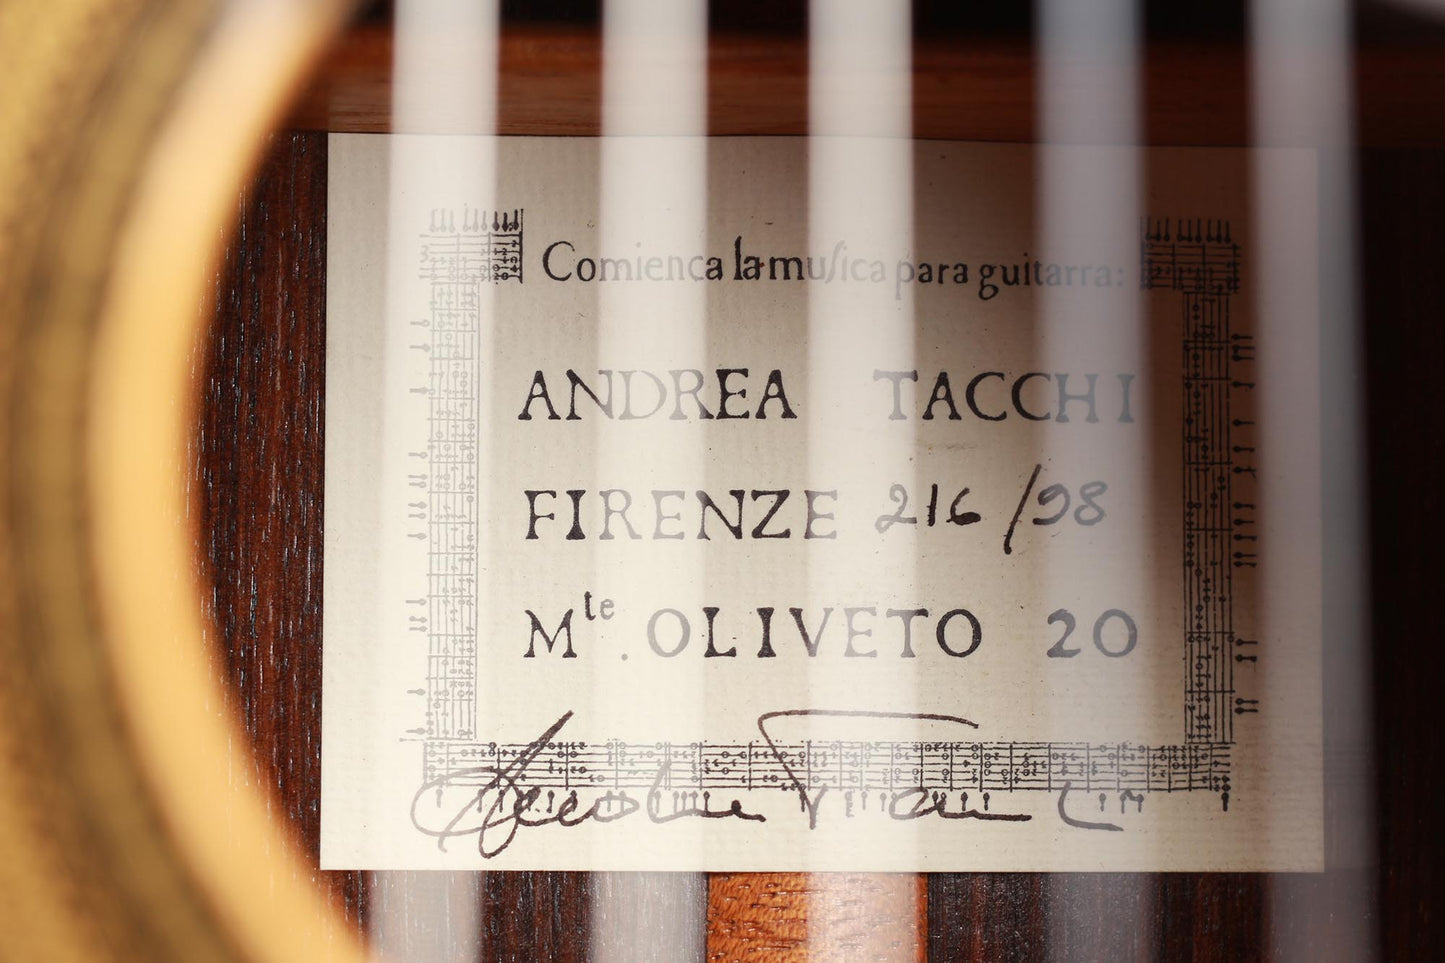 Comienca la muſica para guitarra:
ANDREA TACCHI
FIRENZE 216/98
Mte. OLIVETO 20